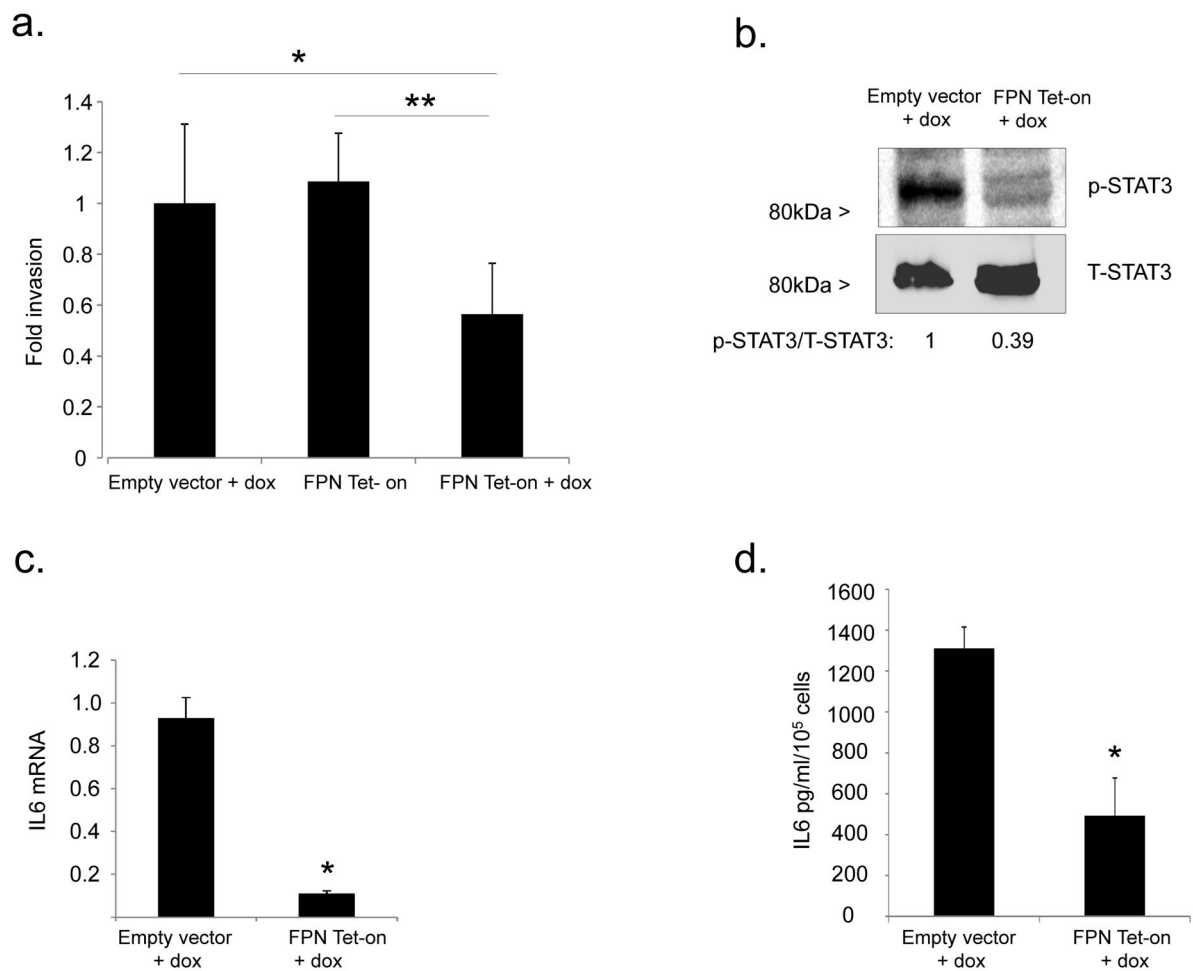 a.
*
**
1.4
1.2
1
0.8
0.6
0.4
0.2
0
Fold invasion
Empty vector + dox
FPN Tet- on
FPN Tet-on + dox
b.
Empty vector
+ dox
FPN Tet-on
+ dox
80kDa >
p-STAT3
80kDa >
T-STAT3
p-STAT3/T-STAT3: 1 0.39
c.
1.2
1.0
0.8
0.6
0.4
0.2
IL6 mRNA
*
Empty vector
+ dox
FPN Tet-on
+ dox
d.
1600
1400
1200
1000
800
600
400
200
0
IL6 pg/ml/10⁵ cells
*
Empty vector
+ dox
FPN Tet-on
+ dox